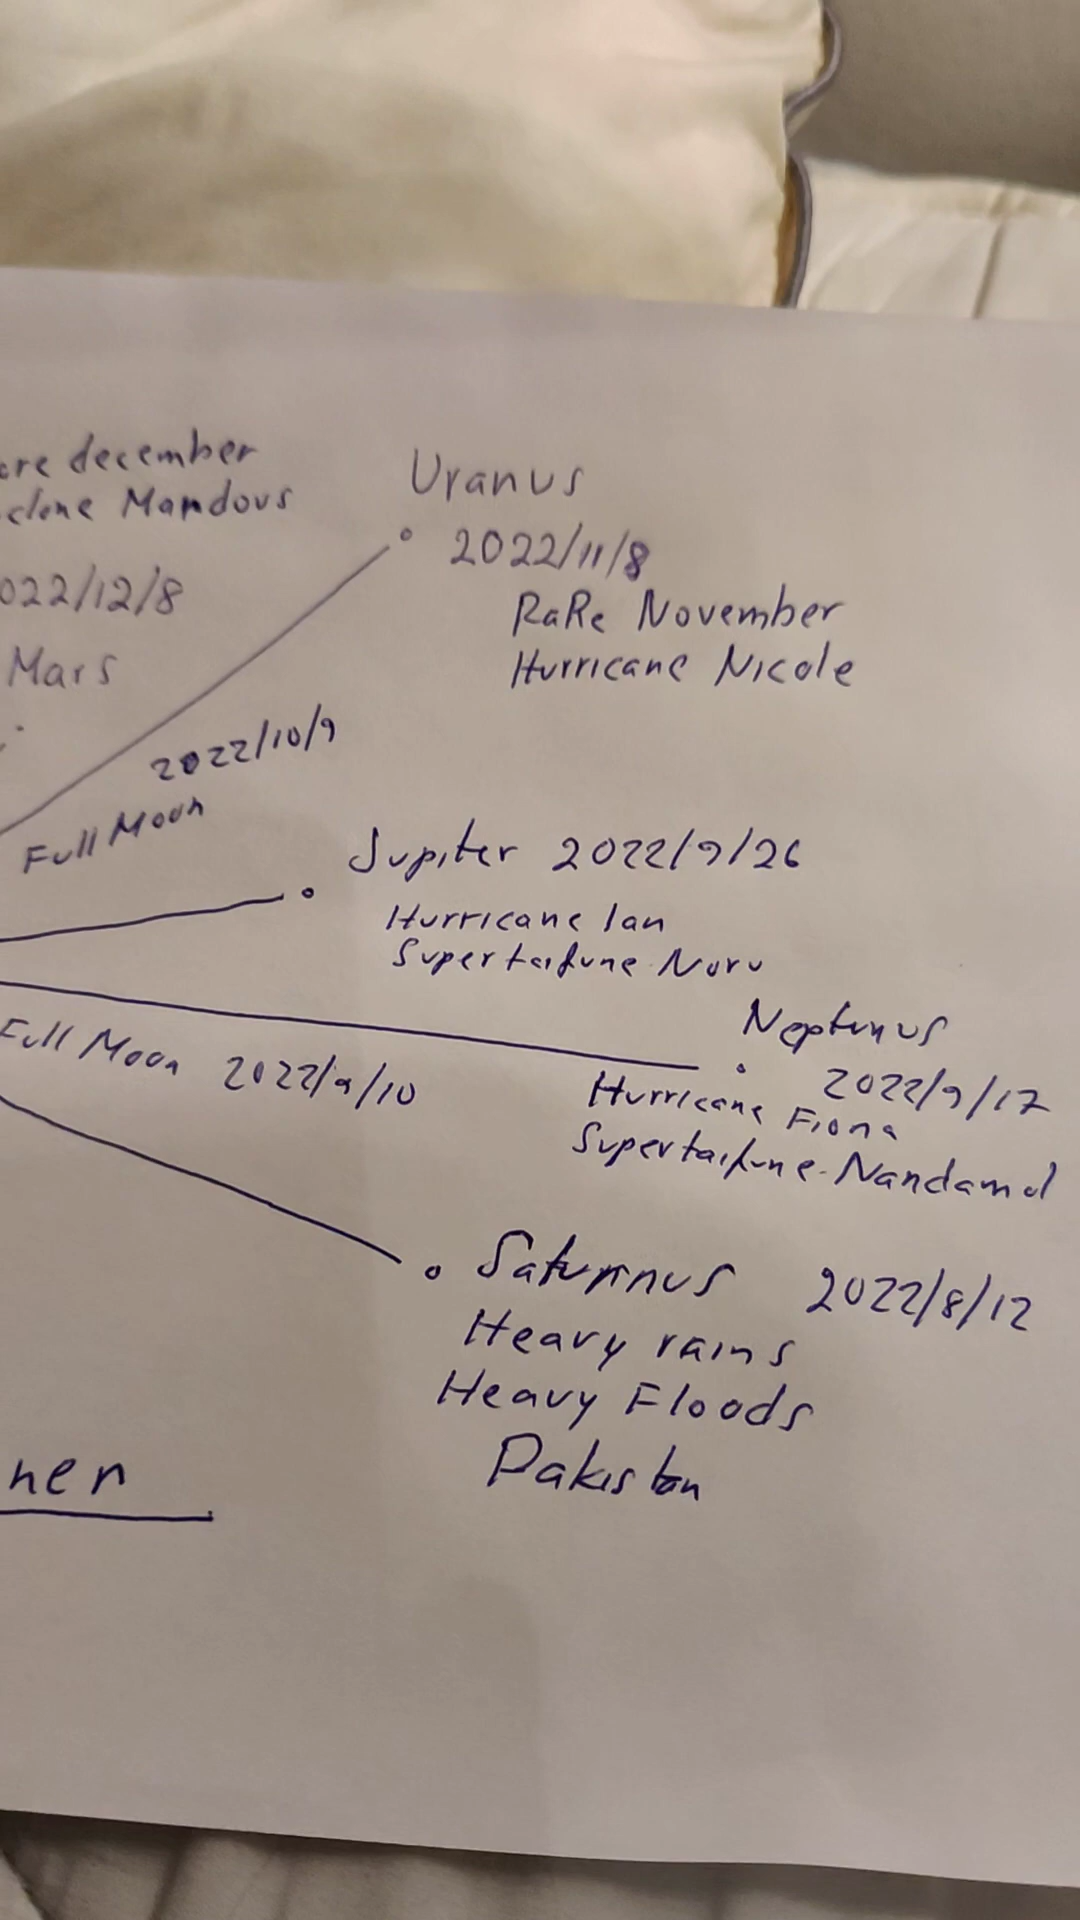 ore december
clone Mandous
022/12/8
Mars
Uranus
2022/11/8
RaRe November
Hurricane Nicole
2022/10/9
Full Moon
Jupiter 2022/9/26
Hurricane Ian
Supertaifune Noru
Neptunus
2022/9/17
Hurricane Fiona
Supertaifune Nandamol
Full Moon 2022/9/10
Saturnus 2022/8/12
Heavy rains
Heavy Floods
Pakistan
ner